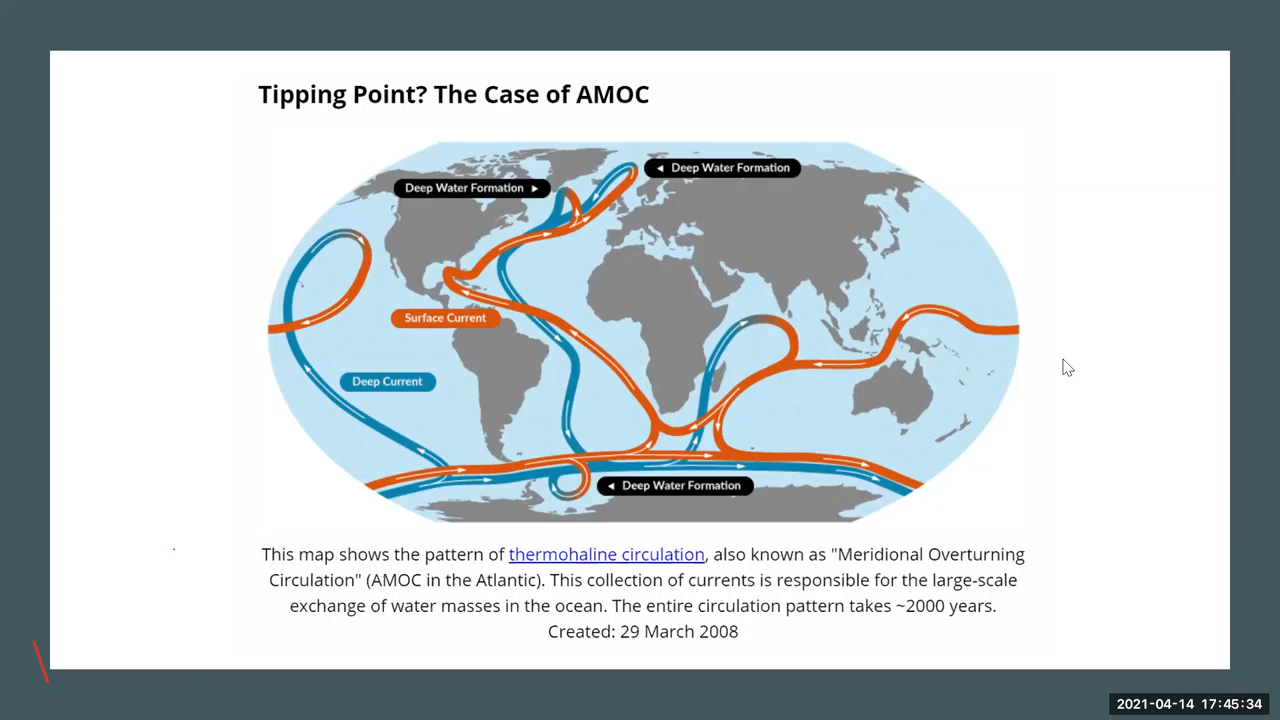 Tipping Point? The Case of AMOC
◄ Deep Water Formation
Deep Water Formation ►
Surface Current
Deep Current
◄ Deep Water Formation
This map shows the pattern of thermohaline circulation, also known as "Meridional Overturning
Circulation" (AMOC in the Atlantic). This collection of currents is responsible for the large-scale
exchange of water masses in the ocean. The entire circulation pattern takes ~2000 years.
Created: 29 March 2008
2021-04-14 17:45:34